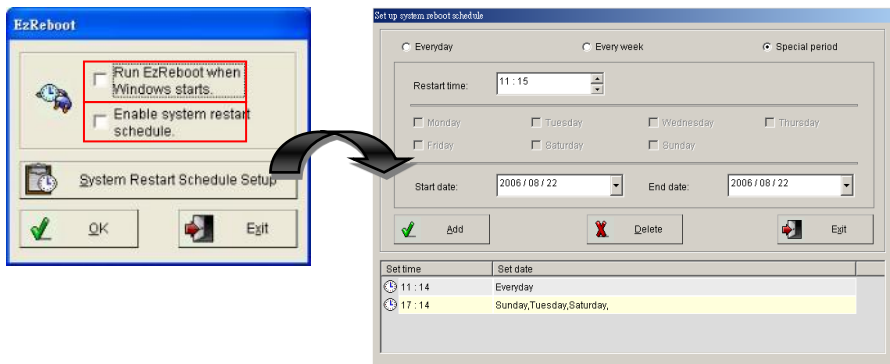 EzReboot
Run EzReboot when
Windows starts.
Enable system restart
schedule.
System Restart Schedule Setup
OK
Exit
Set up system reboot schedule
Everyday
Every week
Special period
Restart time:
11 : 15
Monday
Tuesday
Wednesday
Thursday
Friday
Saturday
Sunday
Start date:
2006 / 08 / 22
End date:
2006 / 08 / 22
Add
Delete
Exit
Set time
Set date
11 : 14
Everyday
17 : 14
Sunday,Tuesday,Saturday,